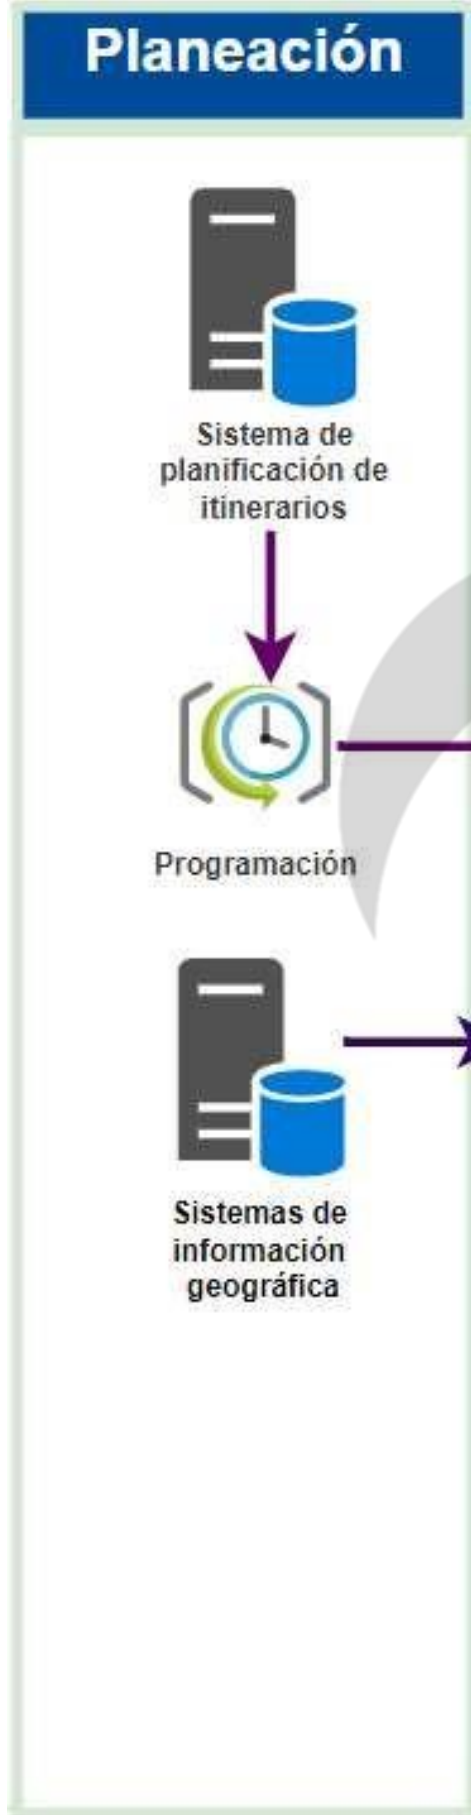 Planeación
Sistema de
planificación de
itinerarios
Programación
Sistemas de
información
geográfica